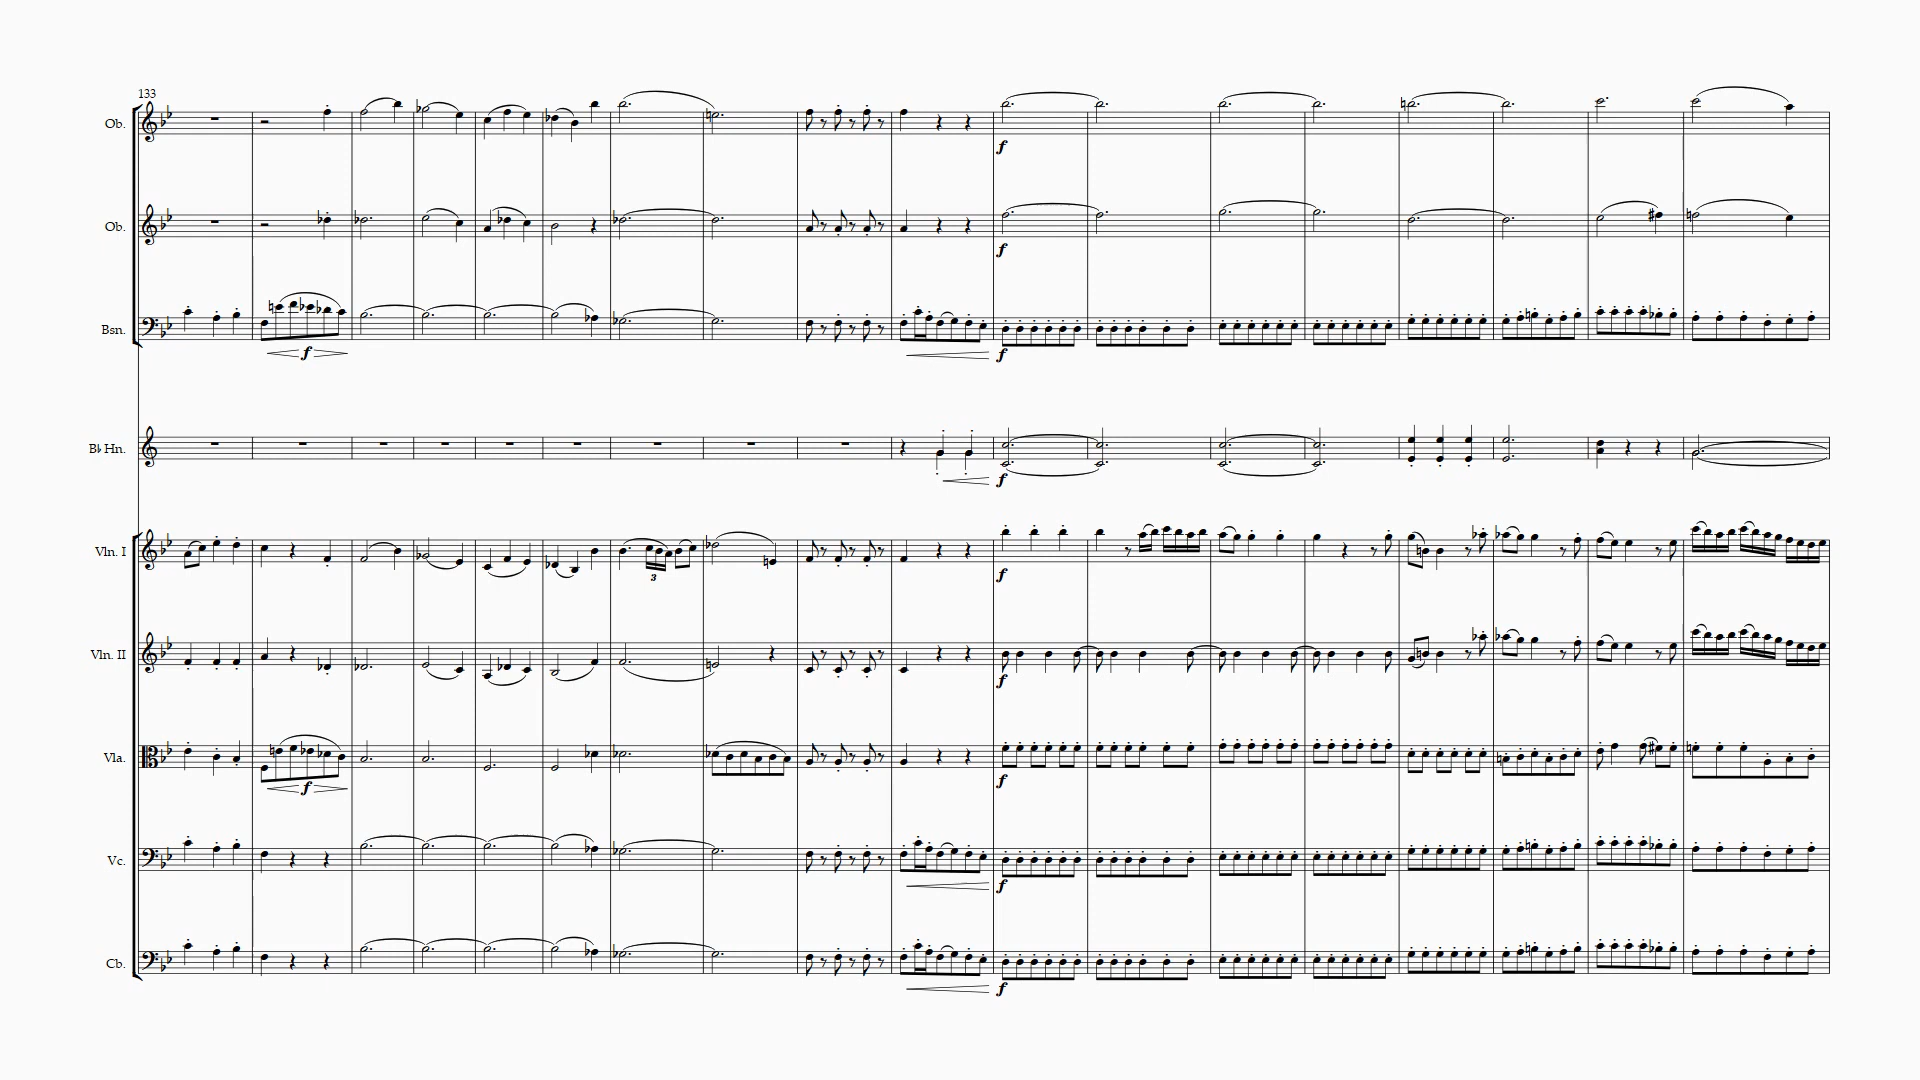 133
Ob.
f
Ob.
f
Bsn.
f
f
B♭ Hn.
f
Vln. I
3
f
Vln. II
f
Vla.
f
f
Vc.
f
Cb.
f